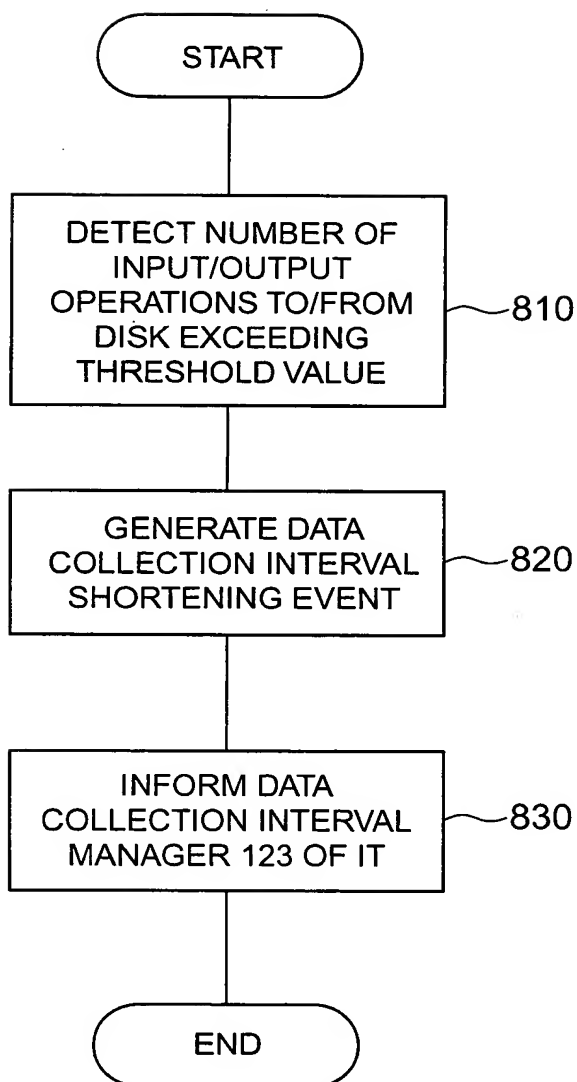 START
DETECT NUMBER OF
INPUT/OUTPUT
OPERATIONS TO/FROM
DISK EXCEEDING
THRESHOLD VALUE
810
GENERATE DATA
COLLECTION INTERVAL
SHORTENING EVENT
820
INFORM DATA
COLLECTION INTERVAL
MANAGER 123 OF IT
830
END